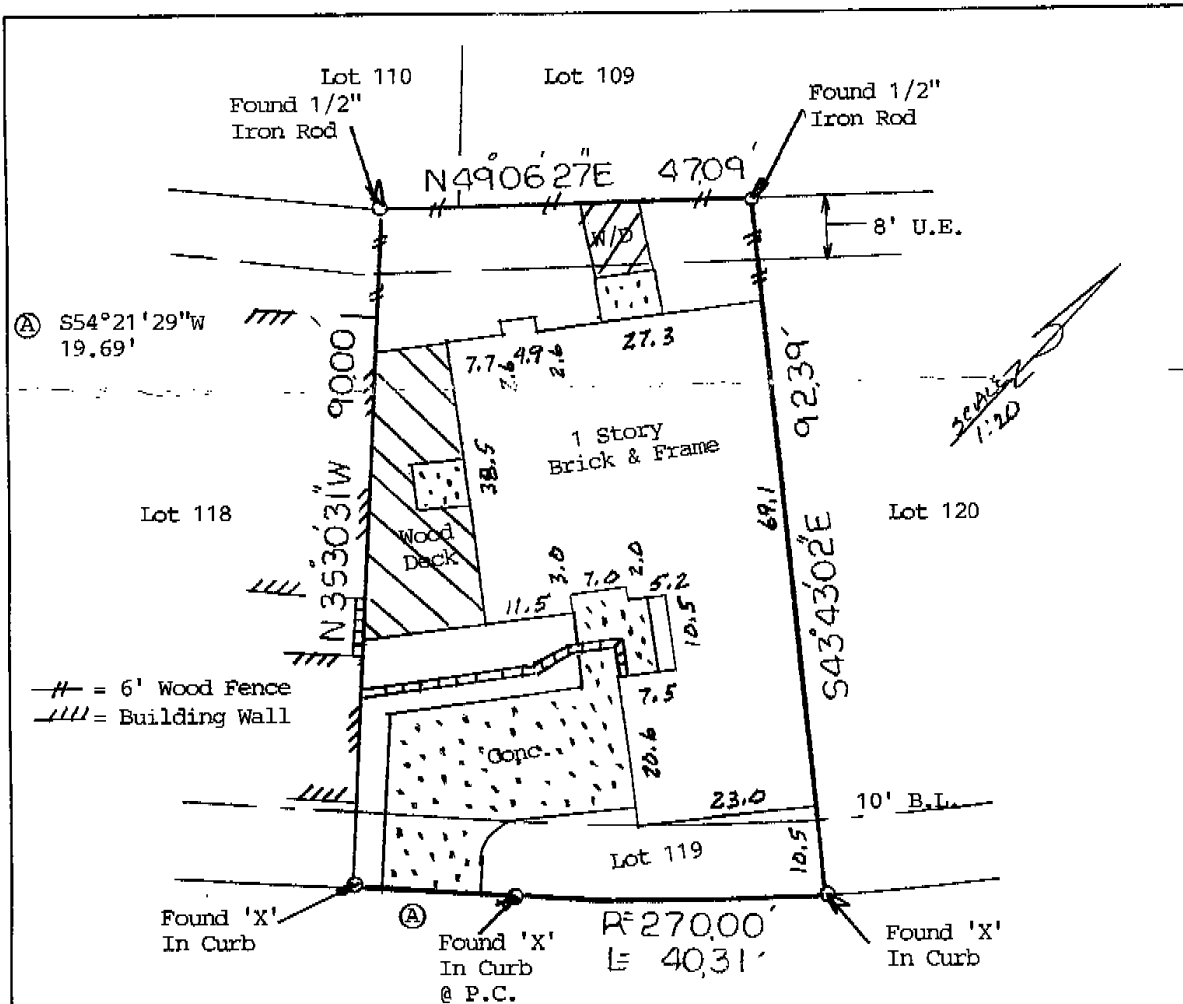 Lot 110
Lot 109
Found 1/2"
Iron Rod
Found 1/2"
Iron Rod
N49°06'27"E 47.09'
8' U.E.
W/D
Ⓐ S54°21'29"W
19.69'
7.7
2.6
4.9
2.6
27.3
90.00
N35°30'31"W
92.39'
S43°43'02"E
SCALE
1:20
1 Story
Brick & Frame
38.5
69.1
Lot 118
Lot 120
Wood
Deck
11.5
3.0
7.0
2.0
5.2
10.5
7.5
—//— = 6' Wood Fence
//// = Building Wall
Conc.
20.6
23.0
10' B.L.
10.5
Lot 119
Found 'X'
In Curb
Ⓐ
Found 'X'
In Curb
@ P.C.
R=270.00'
L= 40.31'
Found 'X'
In Curb